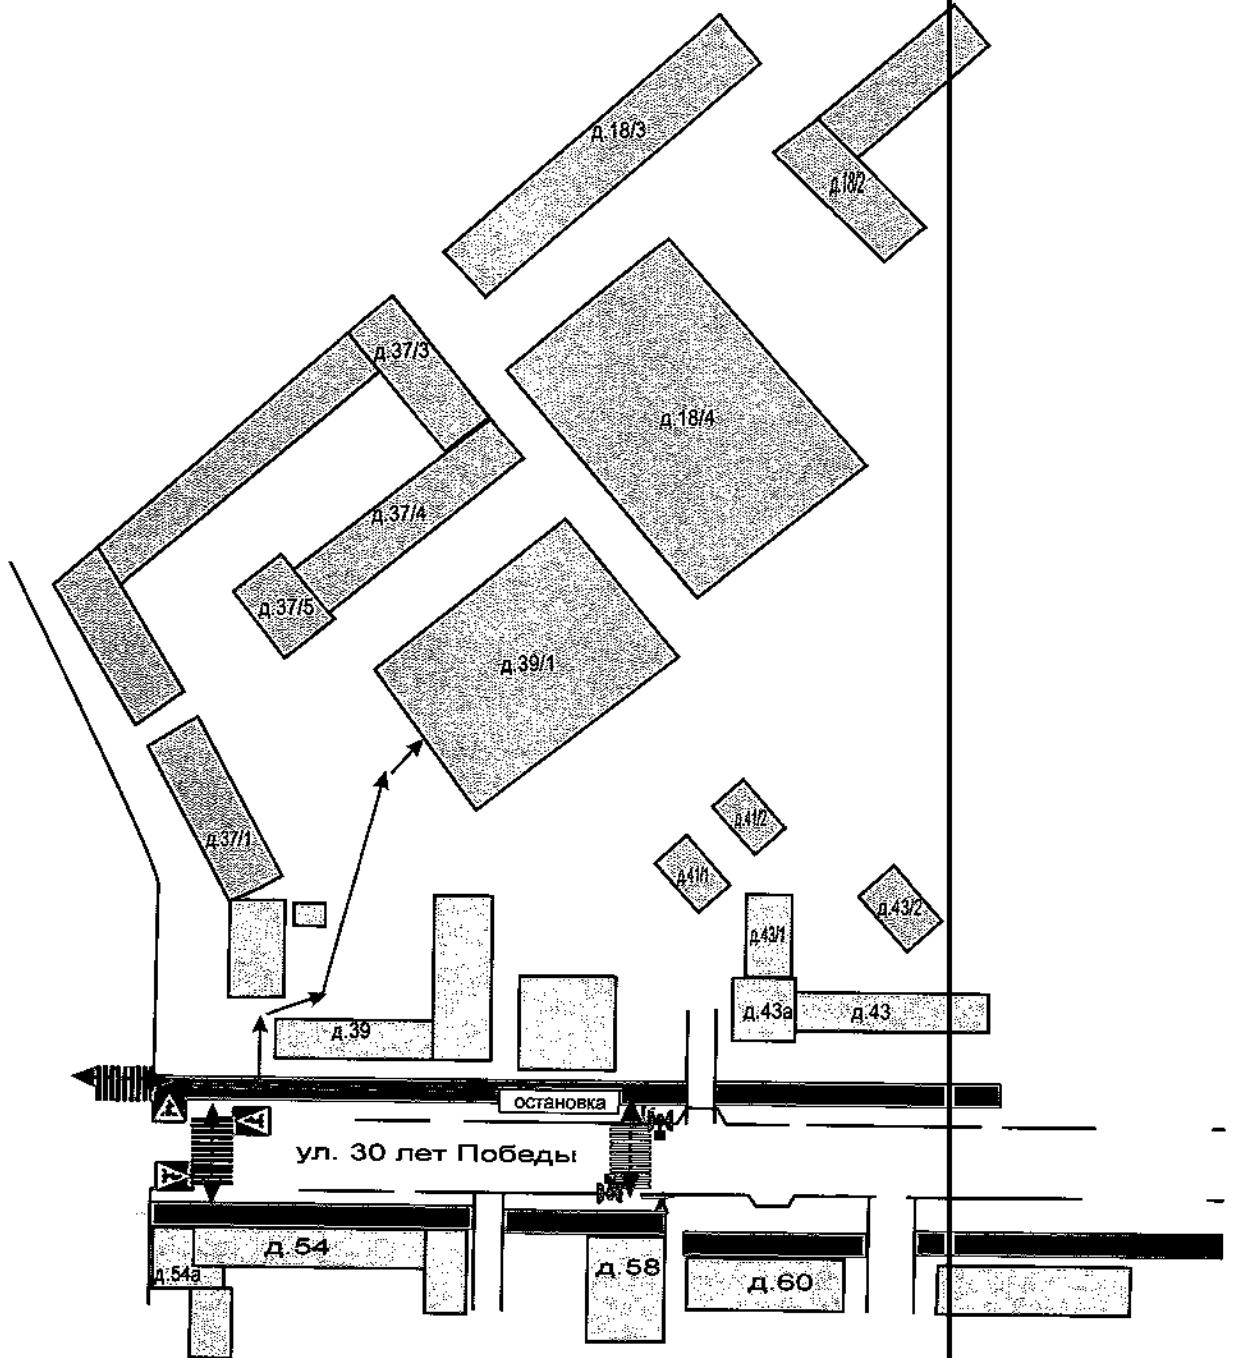 д.18/3
д.18/2
д.37/3
д.18/4
д.37/4
д.37/5
д.39/1
д.41/2
д.37/1
д.41/1
д.43/2
д.43/1
д.43а
д.43
д.39
остановка
ул. 30 лет Победы
д.54
д.54а
д.58
д.60